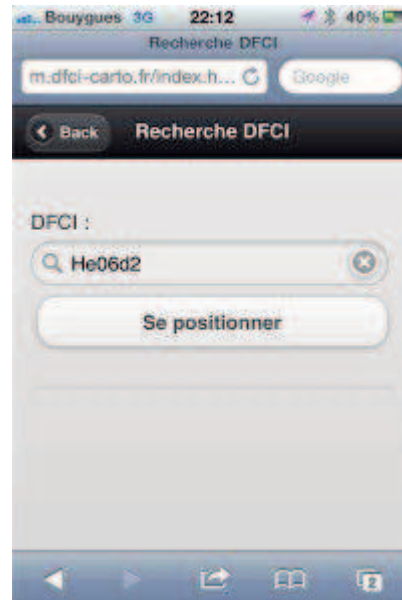 Bouygues 3G 22:12 40%
Recherche DFCI
m.dfci-carto.fr/index.h... Google
Back Recherche DFCI
DFCI :
He06d2
Se positionner
2